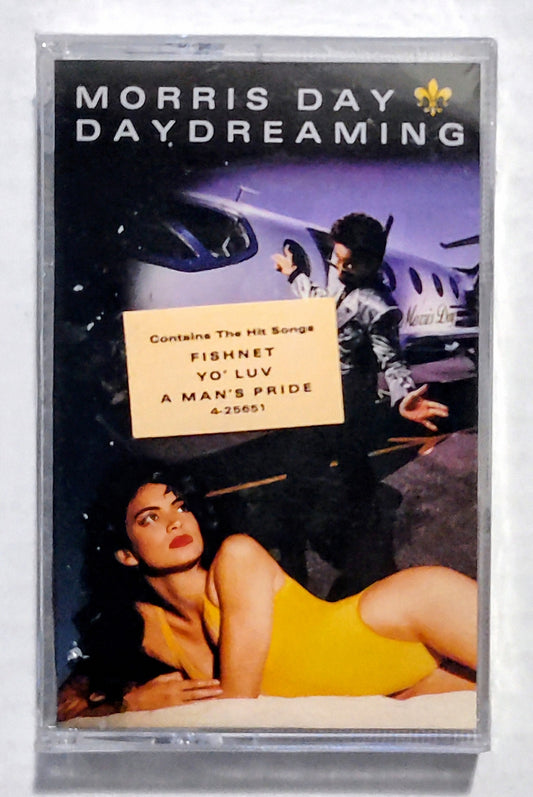 MORRIS DAY
DAYDREAMING
Morris Day
Contains The Hit Songs
FISHNET
YO' LUV
A MAN'S PRIDE
4-25651